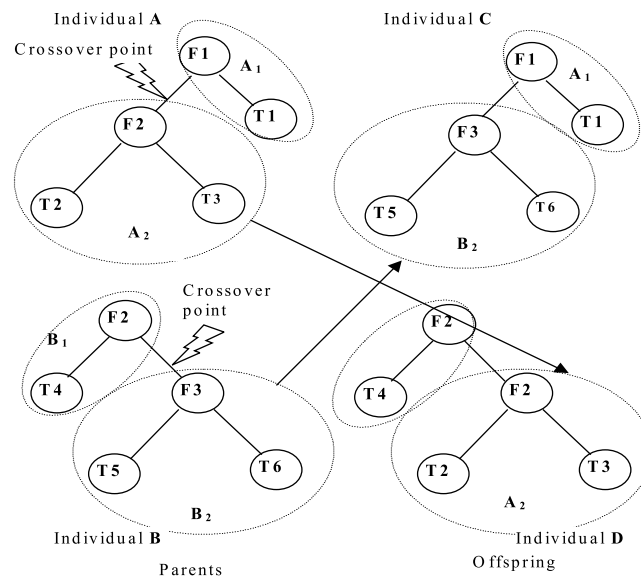 Individual A
Crossover point
F1
A1
T1
F2
T2
T3
A2
Individual C
F1
A1
T1
F3
T5
T6
B2
Crossover
point
F2
B1
T4
F3
T5
T6
B2
Individual B
Parents
F2
T4
F2
T2
T3
A2
Individual D
Offspring